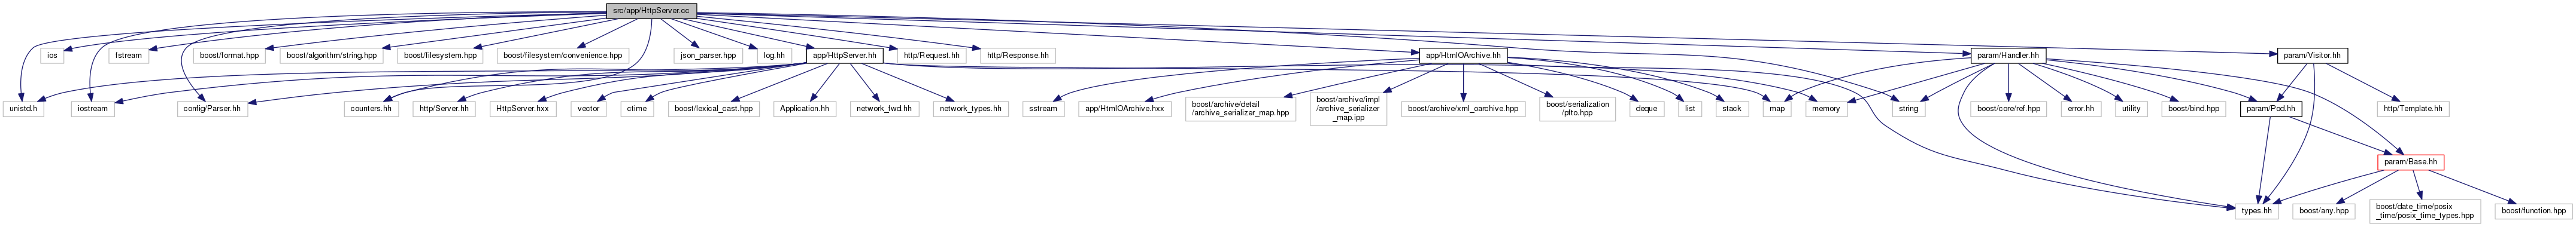 src/app/HttpServer.cc
ios
fstream
boost/format.hpp
boost/algorithm/string.hpp
boost/filesystem.hpp
boost/filesystem/convenience.hpp
json_parser.hpp
log.hh
app/HttpServer.hh
http/Request.hh
http/Response.hh
app/HtmlOArchive.hh
param/Handler.hh
param/Visitor.hh
unistd.h
iostream
config/Parser.hh
counters.hh
http/Server.hh
HttpServer.hxx
vector
ctime
boost/lexical_cast.hpp
Application.hh
network_fwd.hh
network_types.hh
sstream
app/HtmlOArchive.hxx
boost/archive/detail
/archive_serializer_map.hpp
boost/archive/impl
/archive_serializer
_map.ipp
boost/archive/xml_oarchive.hpp
boost/serialization
/pfto.hpp
deque
list
stack
map
memory
string
boost/core/ref.hpp
error.hh
utility
boost/bind.hpp
param/Pod.hh
http/Template.hh
param/Base.hh
types.hh
boost/any.hpp
boost/date_time/posix
_time/posix_time_types.hpp
boost/function.hpp